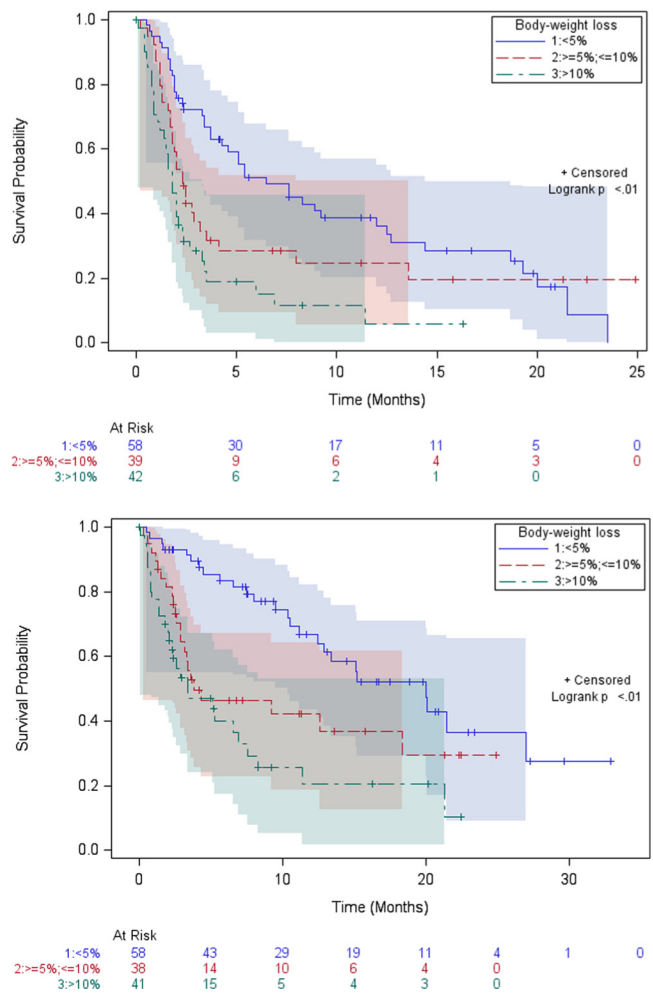 Body-weight loss
1:<5%
2:>=5%;<=10%
3:>10%
+ Censored
Logrank p <.01
Survival Probability
1.0
0.8
0.6
0.4
0.2
0.0
0 5 10 15 20 25
Time (Months)
At Risk
1:<5% 58 30 17 11 5 0
2:>=5%;<=10% 39 9 6 4 3 0
3:>10% 42 6 2 1 0
Body-weight loss
1:<5%
2:>=5%;<=10%
3:>10%
+ Censored
Logrank p <.01
Survival Probability
1.0
0.8
0.6
0.4
0.2
0.0
0 10 20 30
Time (Months)
At Risk
1:<5% 58 43 29 19 11 4 1 0
2:>=5%;<=10% 38 14 10 6 4 0
3:>10% 41 15 5 4 3 0